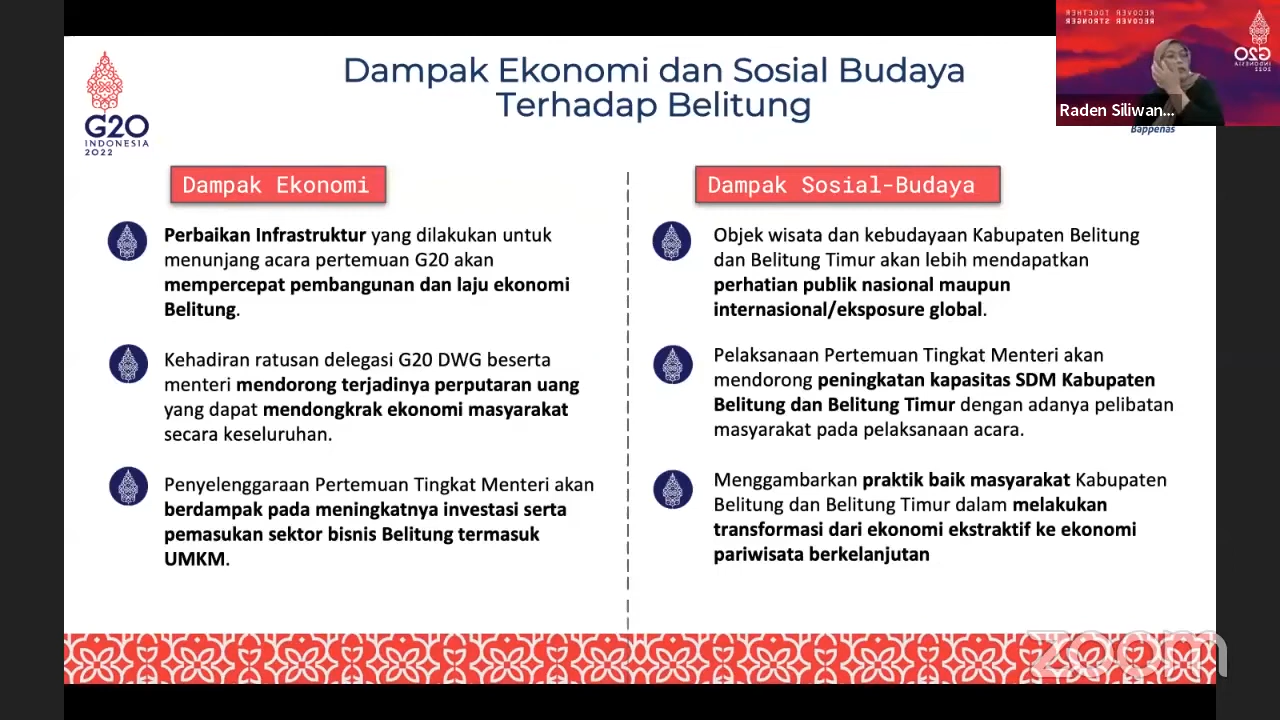 Dampak Ekonomi dan Sosial Budaya
Terhadap Belitung
G20
INDONESIA
2022
RECOVER TOGETHER
RECOVER STRONGER
G20
INDONESIA
2022
Raden Siliwan...
Bappenas
Dampak Ekonomi
Perbaikan Infrastruktur yang dilakukan untuk
menunjang acara pertemuan G20 akan
mempercepat pembangunan dan laju ekonomi
Belitung.
Kehadiran ratusan delegasi G20 DWG beserta
menteri mendorong terjadinya perputaran uang
yang dapat mendongkrak ekonomi masyarakat
secara keseluruhan.
Penyelenggaraan Pertemuan Tingkat Menteri akan
berdampak pada meningkatnya investasi serta
pemasukan sektor bisnis Belitung termasuk
UMKM.
Dampak Sosial-Budaya
Objek wisata dan kebudayaan Kabupaten Belitung
dan Belitung Timur akan lebih mendapatkan
perhatian publik nasional maupun
internasional/eksposure global.
Pelaksanaan Pertemuan Tingkat Menteri akan
mendorong peningkatan kapasitas SDM Kabupaten
Belitung dan Belitung Timur dengan adanya pelibatan
masyarakat pada pelaksanaan acara.
Menggambarkan praktik baik masyarakat Kabupaten
Belitung dan Belitung Timur dalam melakukan
transformasi dari ekonomi ekstraktif ke ekonomi
pariwisata berkelanjutan
zoom